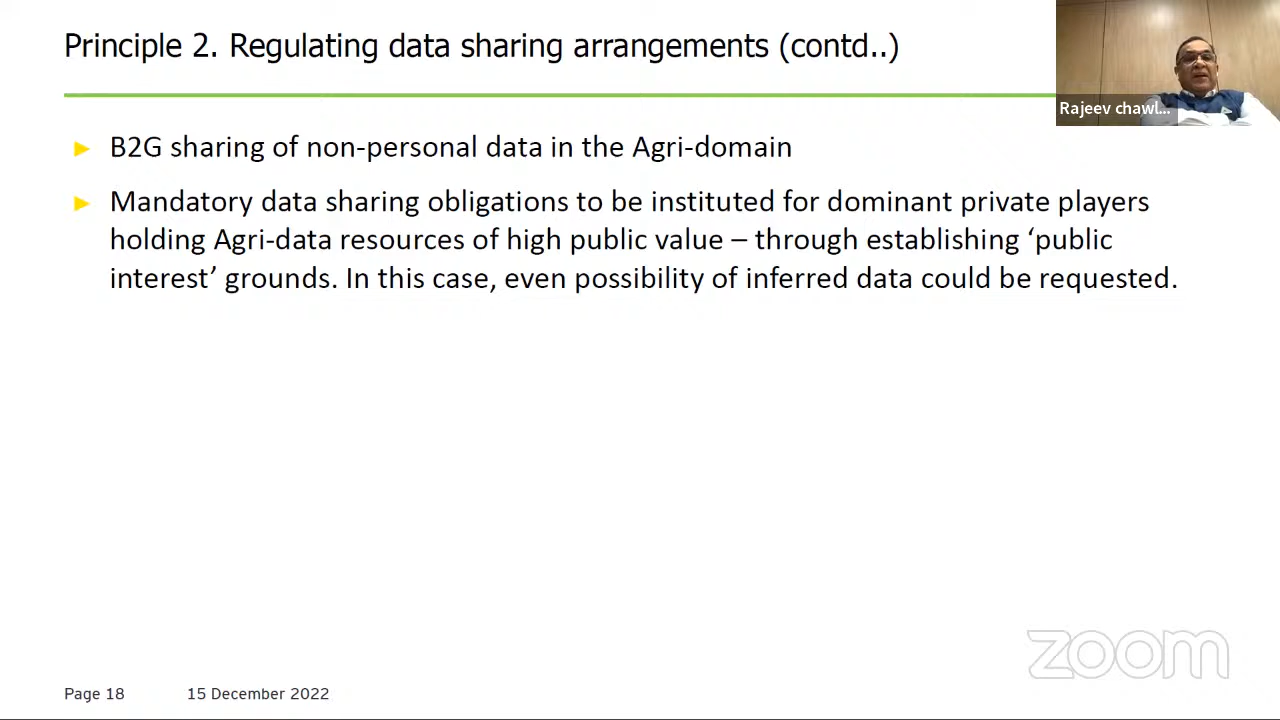 Principle 2. Regulating data sharing arrangements (contd..)
Rajeev chawl...
B2G sharing of non-personal data in the Agri-domain
Mandatory data sharing obligations to be instituted for dominant private players
holding Agri-data resources of high public value – through establishing ‘public
interest’ grounds. In this case, even possibility of inferred data could be requested.
zoom
Page 18
15 December 2022